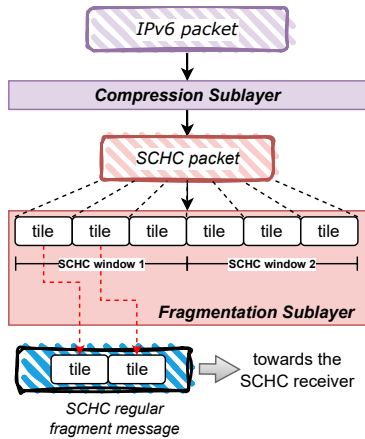 IPv6 packet
Compression Sublayer
SCHC packet
tile tile tile tile tile tile
SCHC window 1 SCHC window 2
Fragmentation Sublayer
tile tile
towards the
SCHC receiver
SCHC regular
fragment message